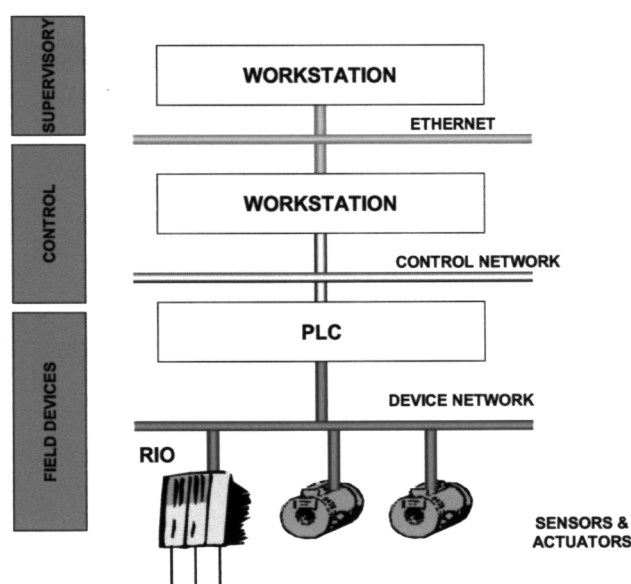 SUPERVISORY
WORKSTATION
ETHERNET
CONTROL
WORKSTATION
CONTROL NETWORK
FIELD DEVICES
PLC
DEVICE NETWORK
RIO
SENSORS &
ACTUATORS